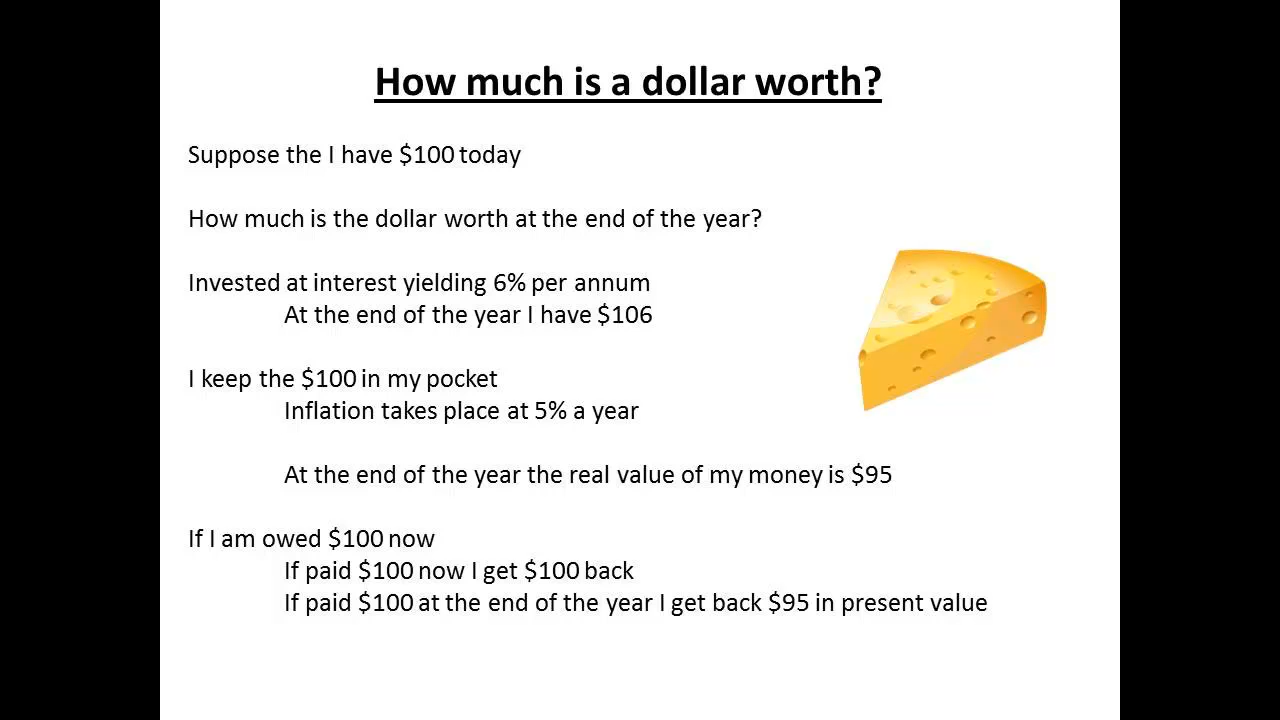 How much is a dollar worth?
Suppose the I have $100 today
How much is the dollar worth at the end of the year?
Invested at interest yielding 6% per annum
At the end of the year I have $106
I keep the $100 in my pocket
Inflation takes place at 5% a year
At the end of the year the real value of my money is $95
If I am owed $100 now
If paid $100 now I get $100 back
If paid $100 at the end of the year I get back $95 in present value